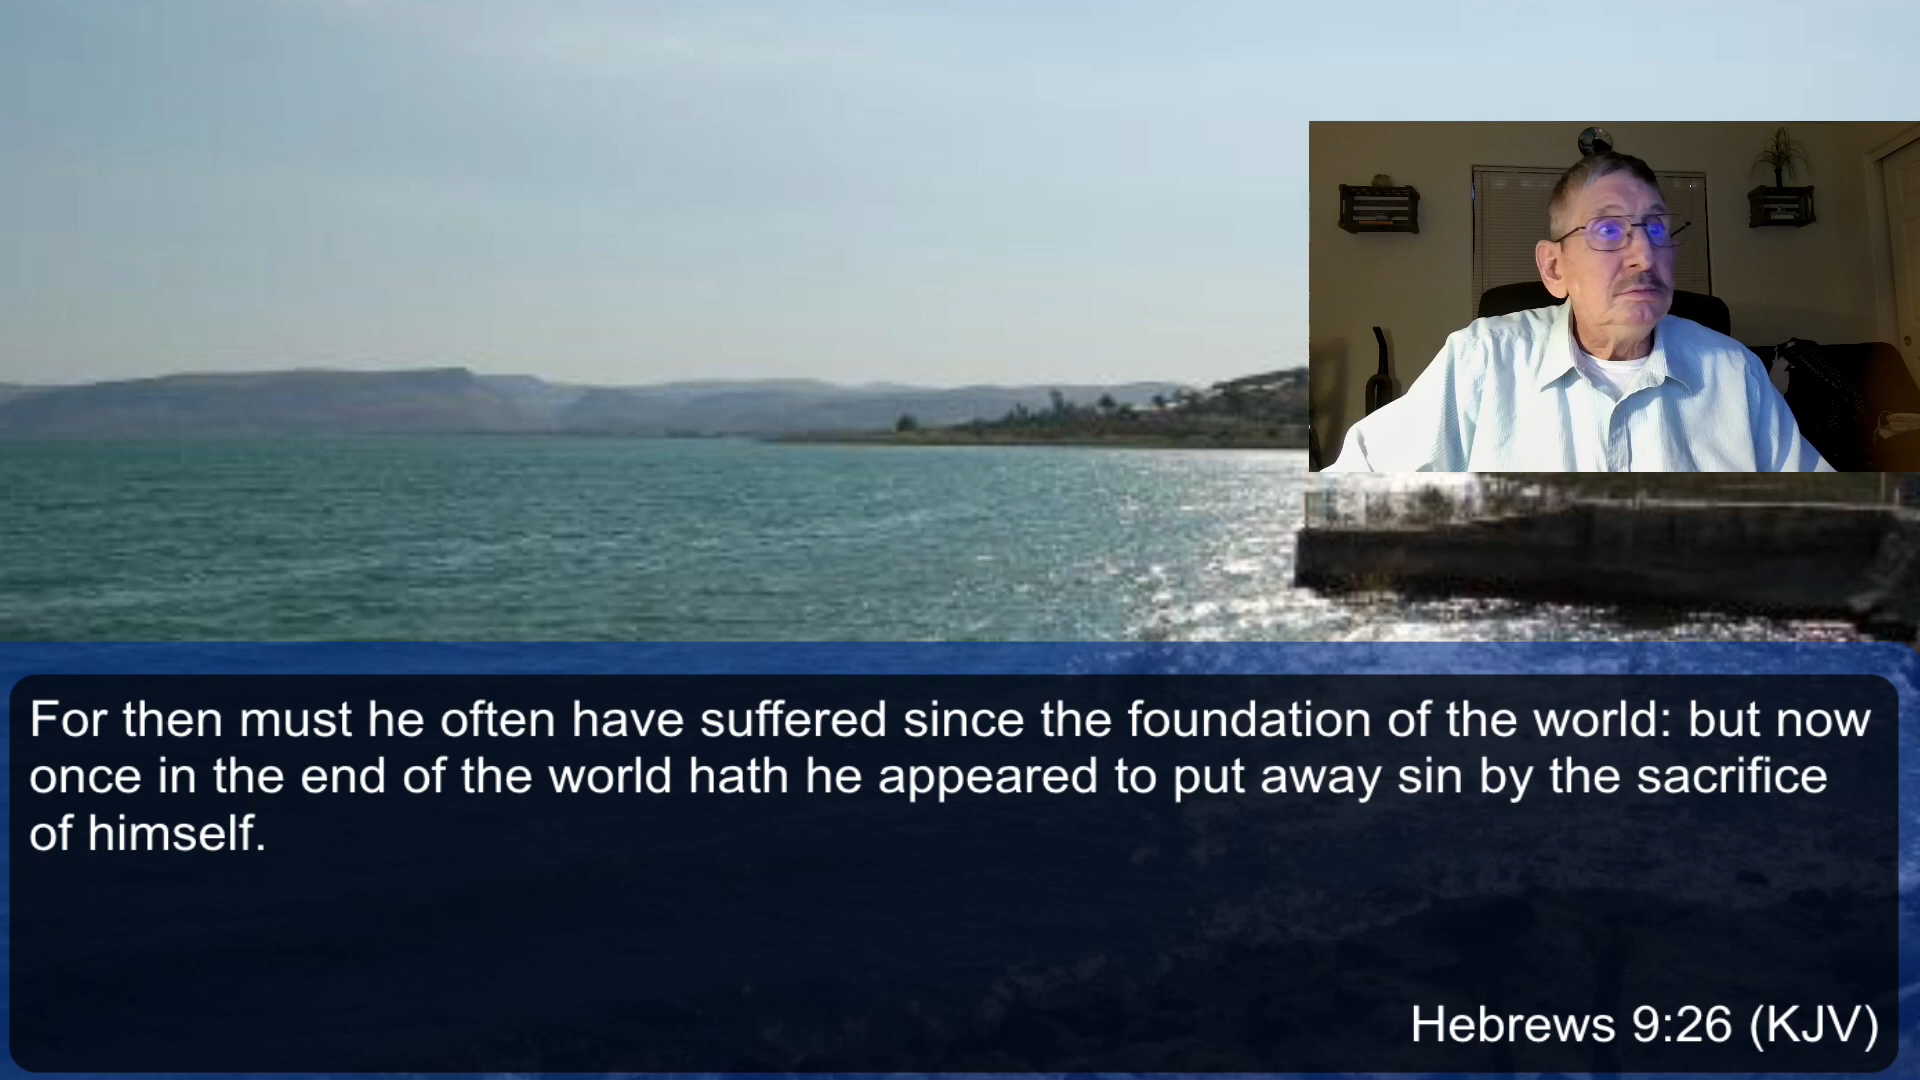 For then must he often have suffered since the foundation of the world: but now
once in the end of the world hath he appeared to put away sin by the sacrifice
of himself.
Hebrews 9:26 (KJV)